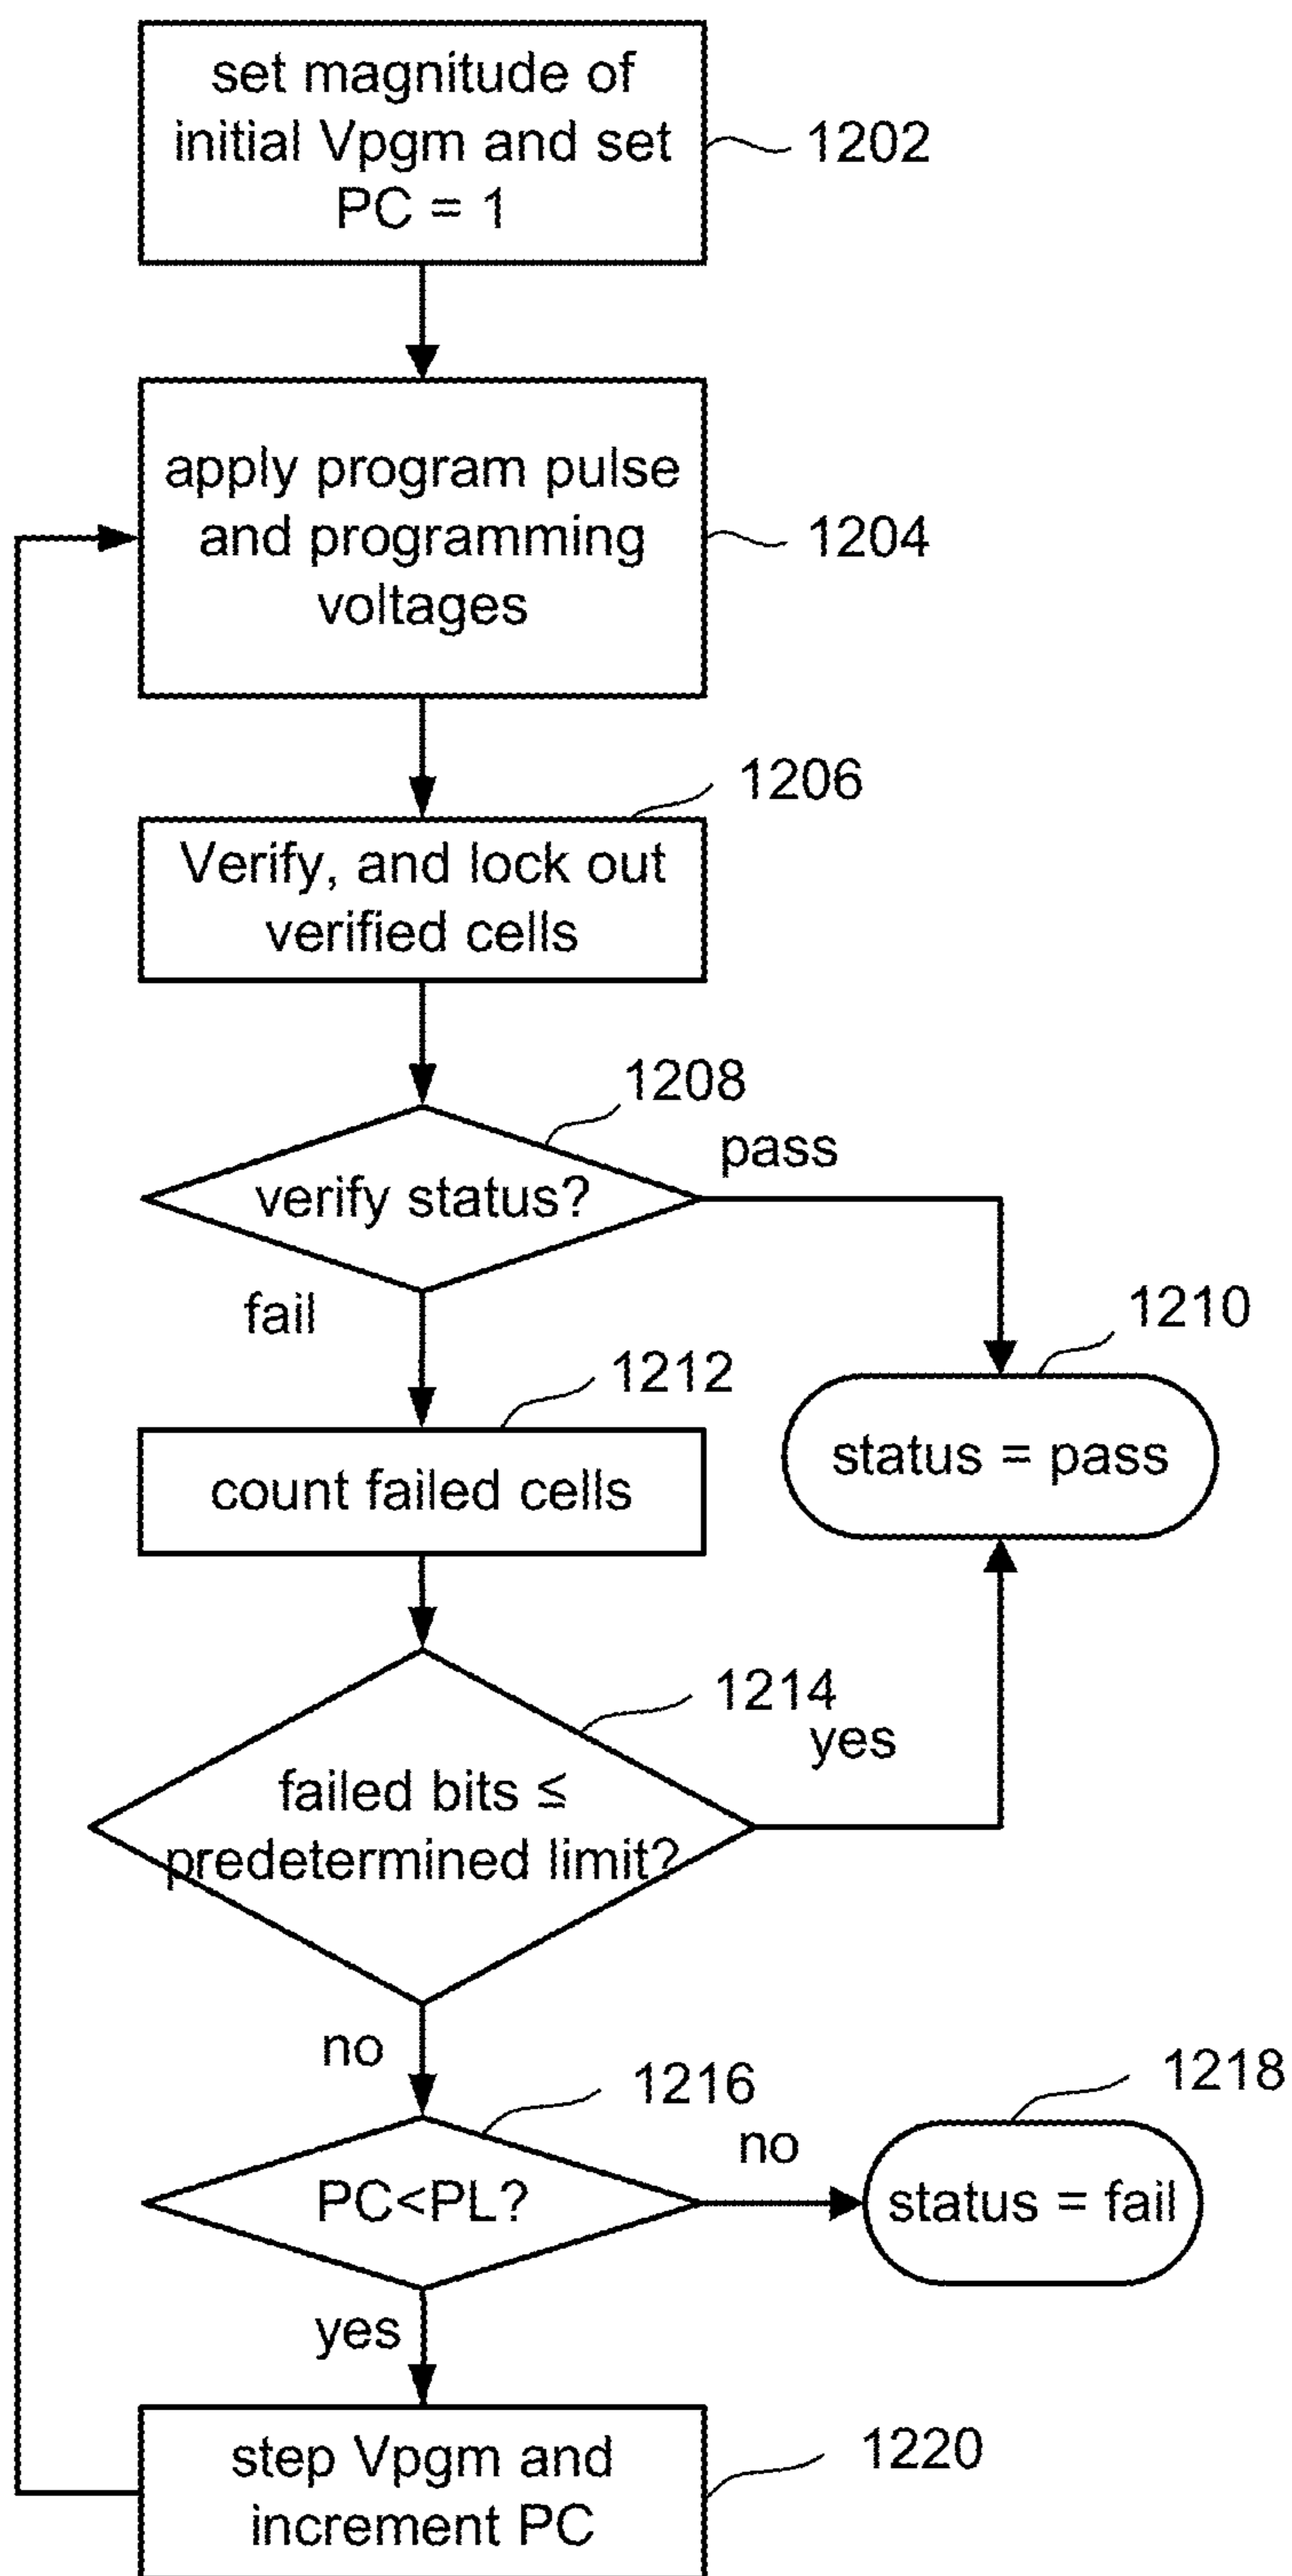 set magnitude of
initial Vpgm and set
PC = 1
1202
apply program pulse
and programming
voltages
1204
1206
Verify, and lock out
verified cells
1208
pass
verify status?
fail
1210
status = pass
1212
count failed cells
1214
yes
failed bits ≤
predetermined limit?
no
1216
no
1218
PC<PL?
status = fail
yes
step Vpgm and
increment PC
1220